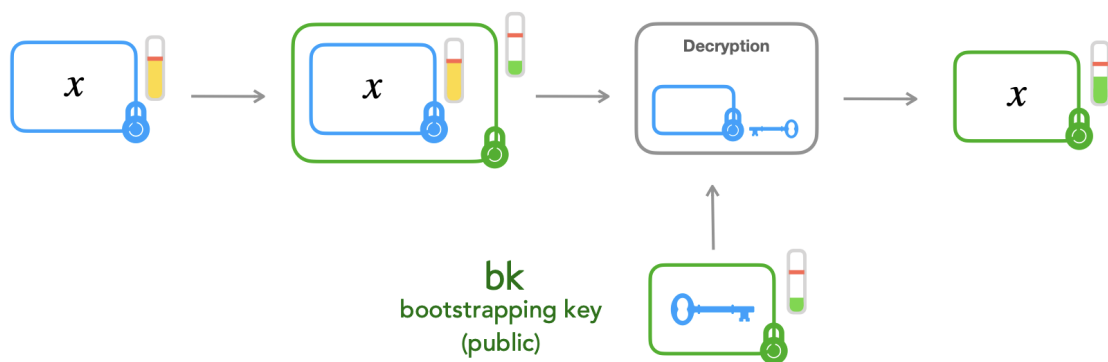 x
x
Decryption
x
bk
bootstrapping key
(public)